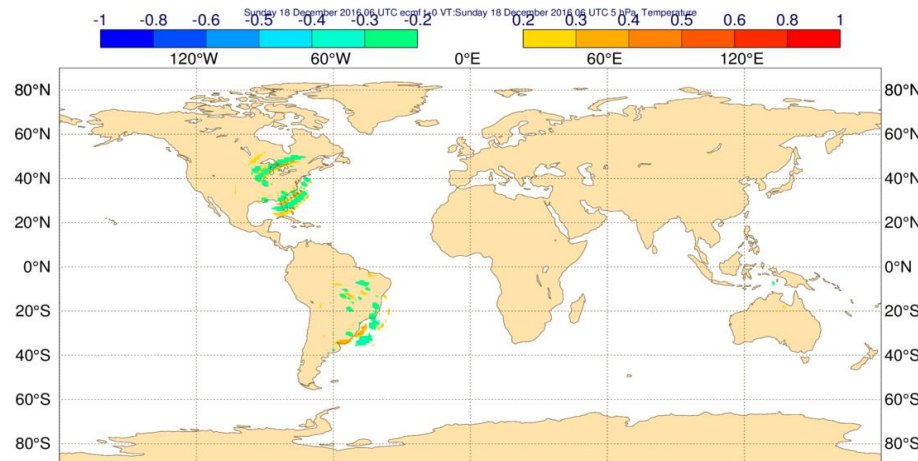 Sunday 18 December 2016 06 UTC ecmf t+0 VT:Sunday 18 December 2016 06 UTC 5 hPa Temperature
-1 -0.8 -0.6 -0.5 -0.4 -0.3 -0.2 0.2 0.3 0.4 0.5 0.6 0.8 1
120°W 60°W 0°E 60°E 120°E
80°N 80°N
60°N 60°N
40°N 40°N
20°N 20°N
0°N 0°N
20°S 20°S
40°S 40°S
60°S 60°S
80°S 80°S